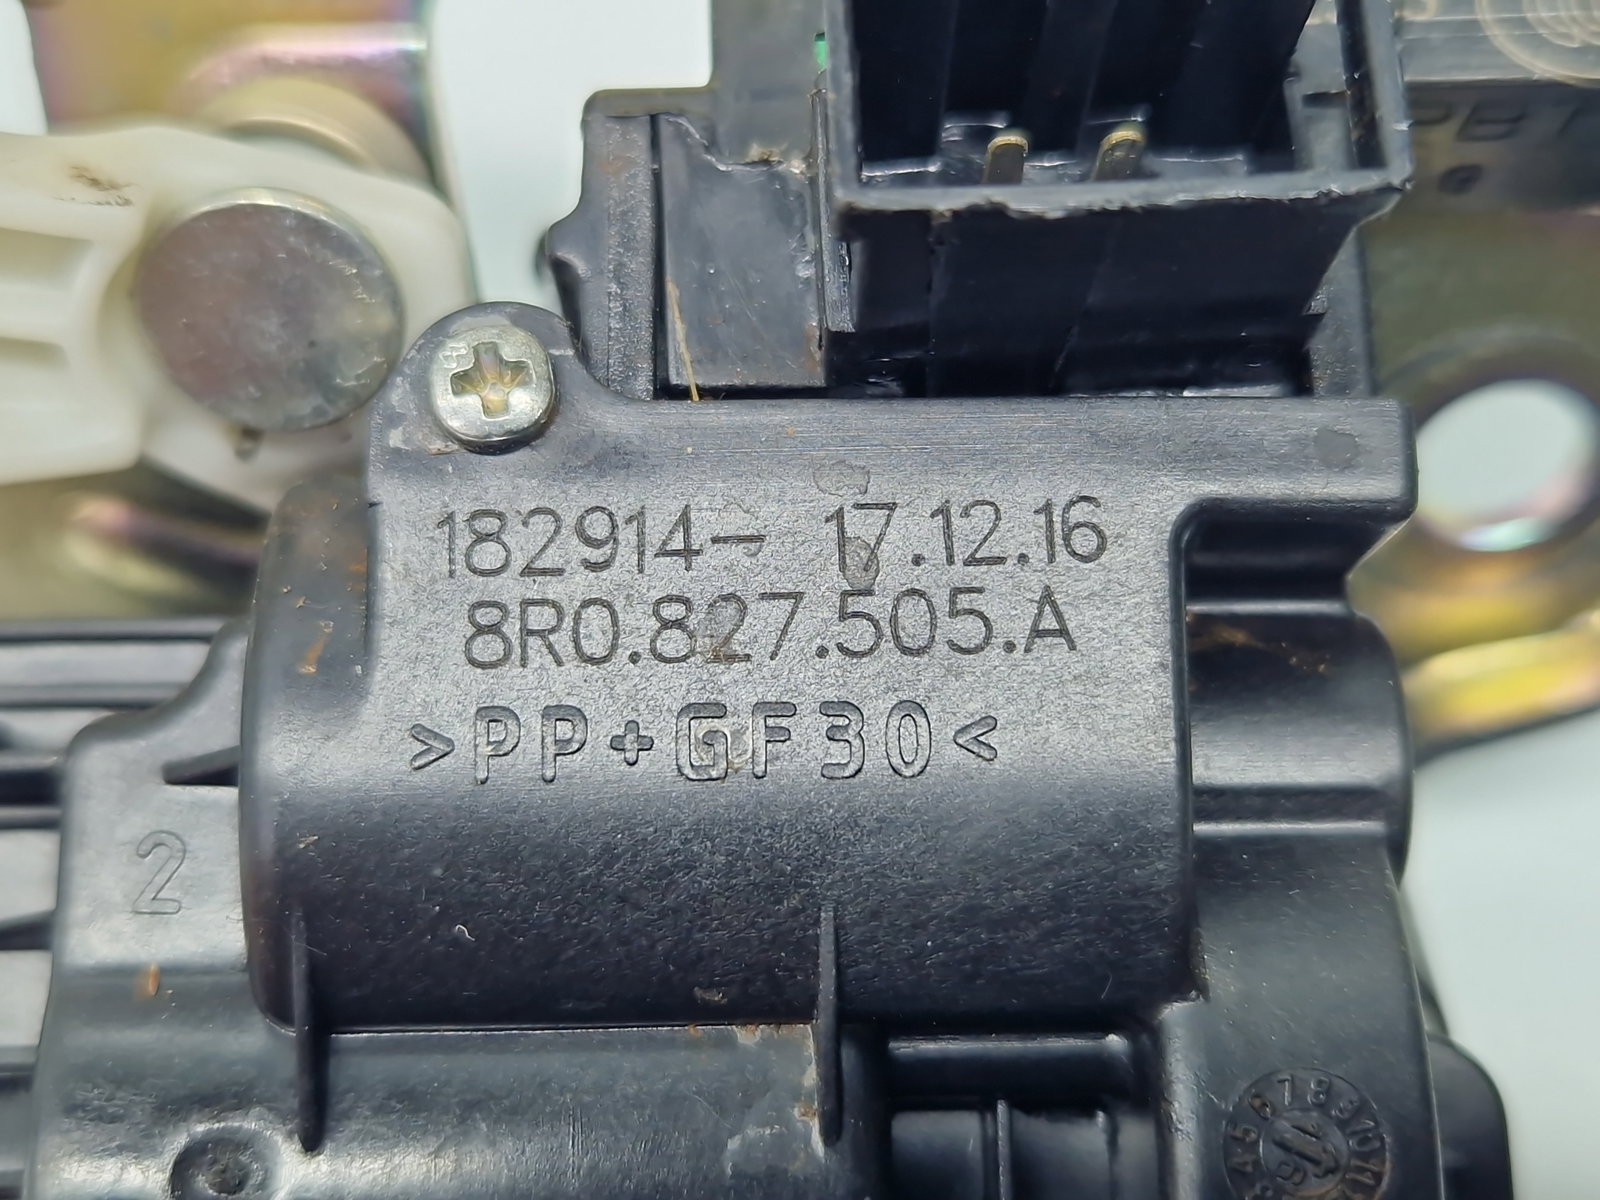 182914- 17.12.16
8R0.827.505.A
>PP+GF30<
2